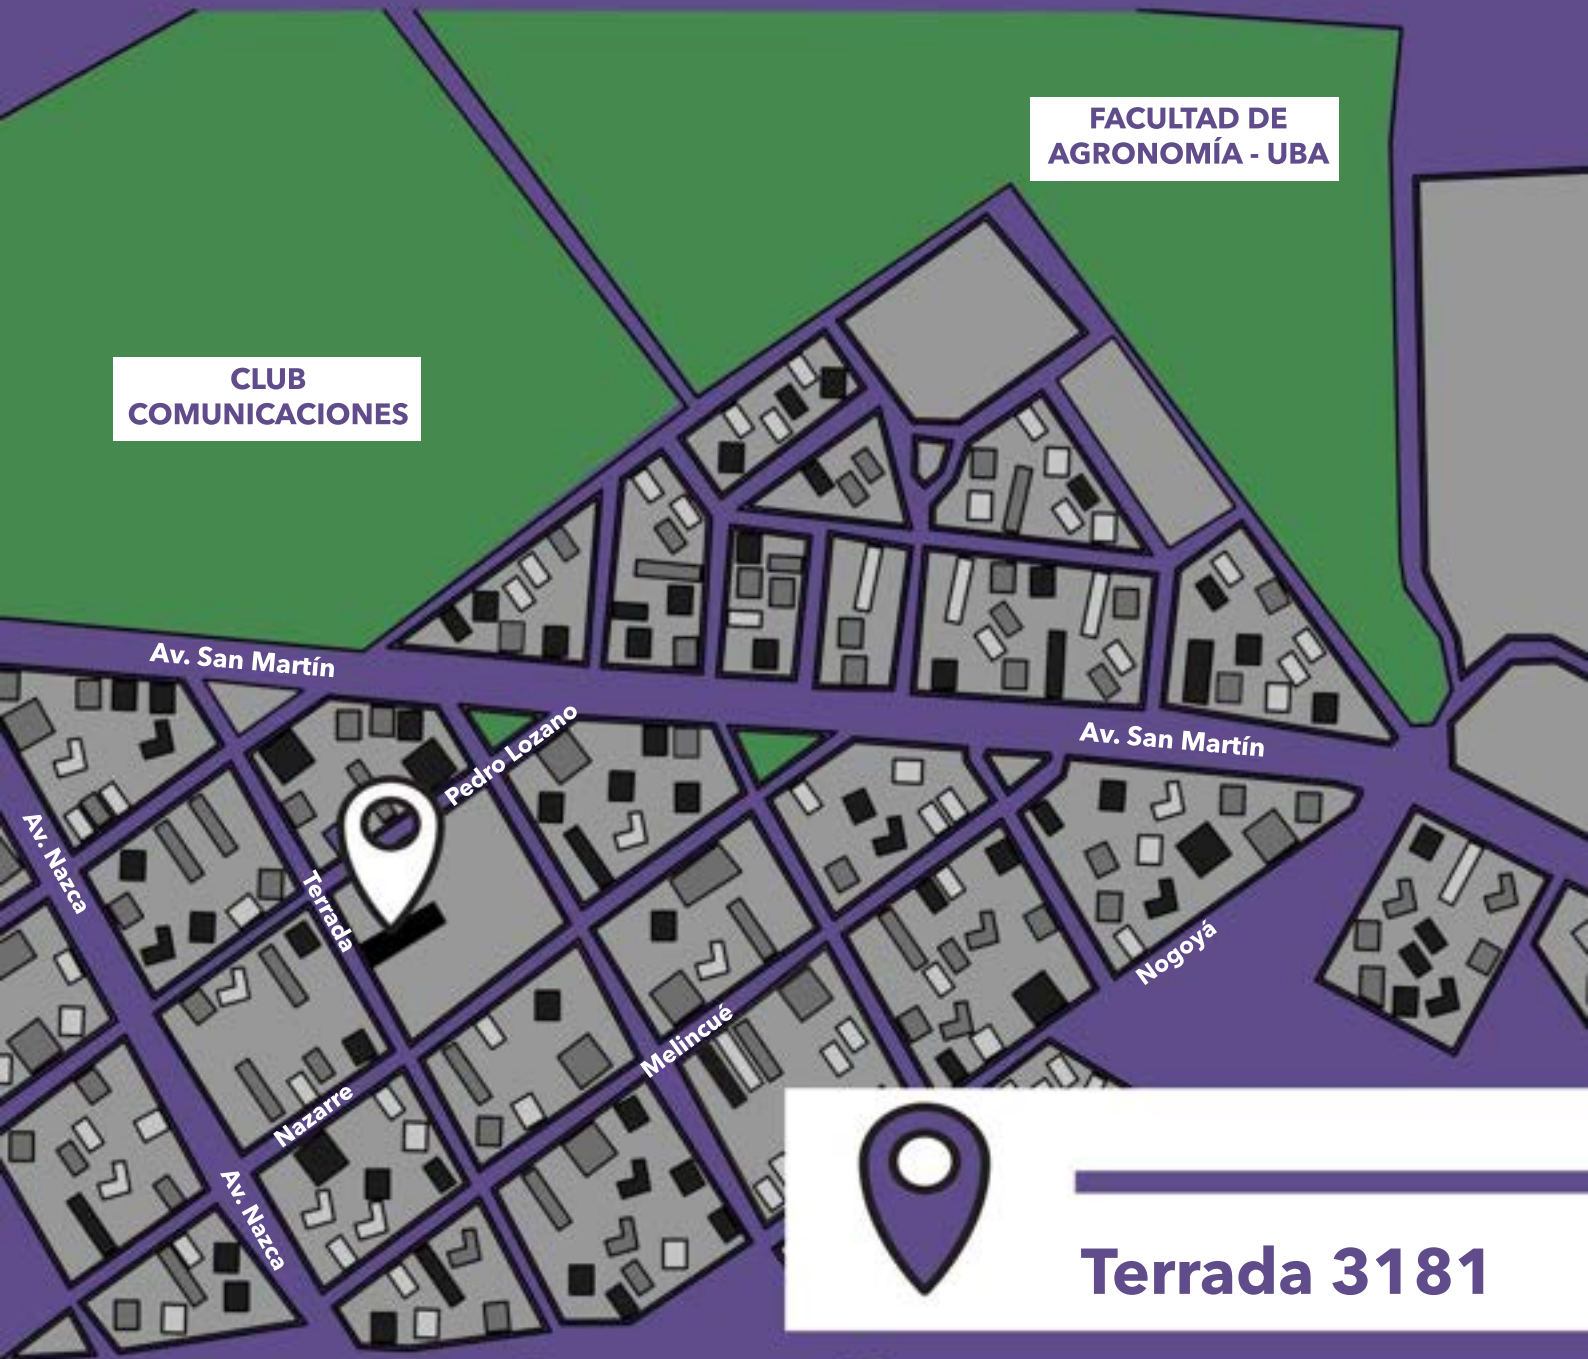 FACULTAD DE
AGRONOMÍA - UBA
CLUB
COMUNICACIONES
Av. San Martín
Pedro Lozano
Av. San Martín
Av. Nazca
Terrada
Nogoyá
Melincué
Nazarre
Av. Nazca
Terrada 3181